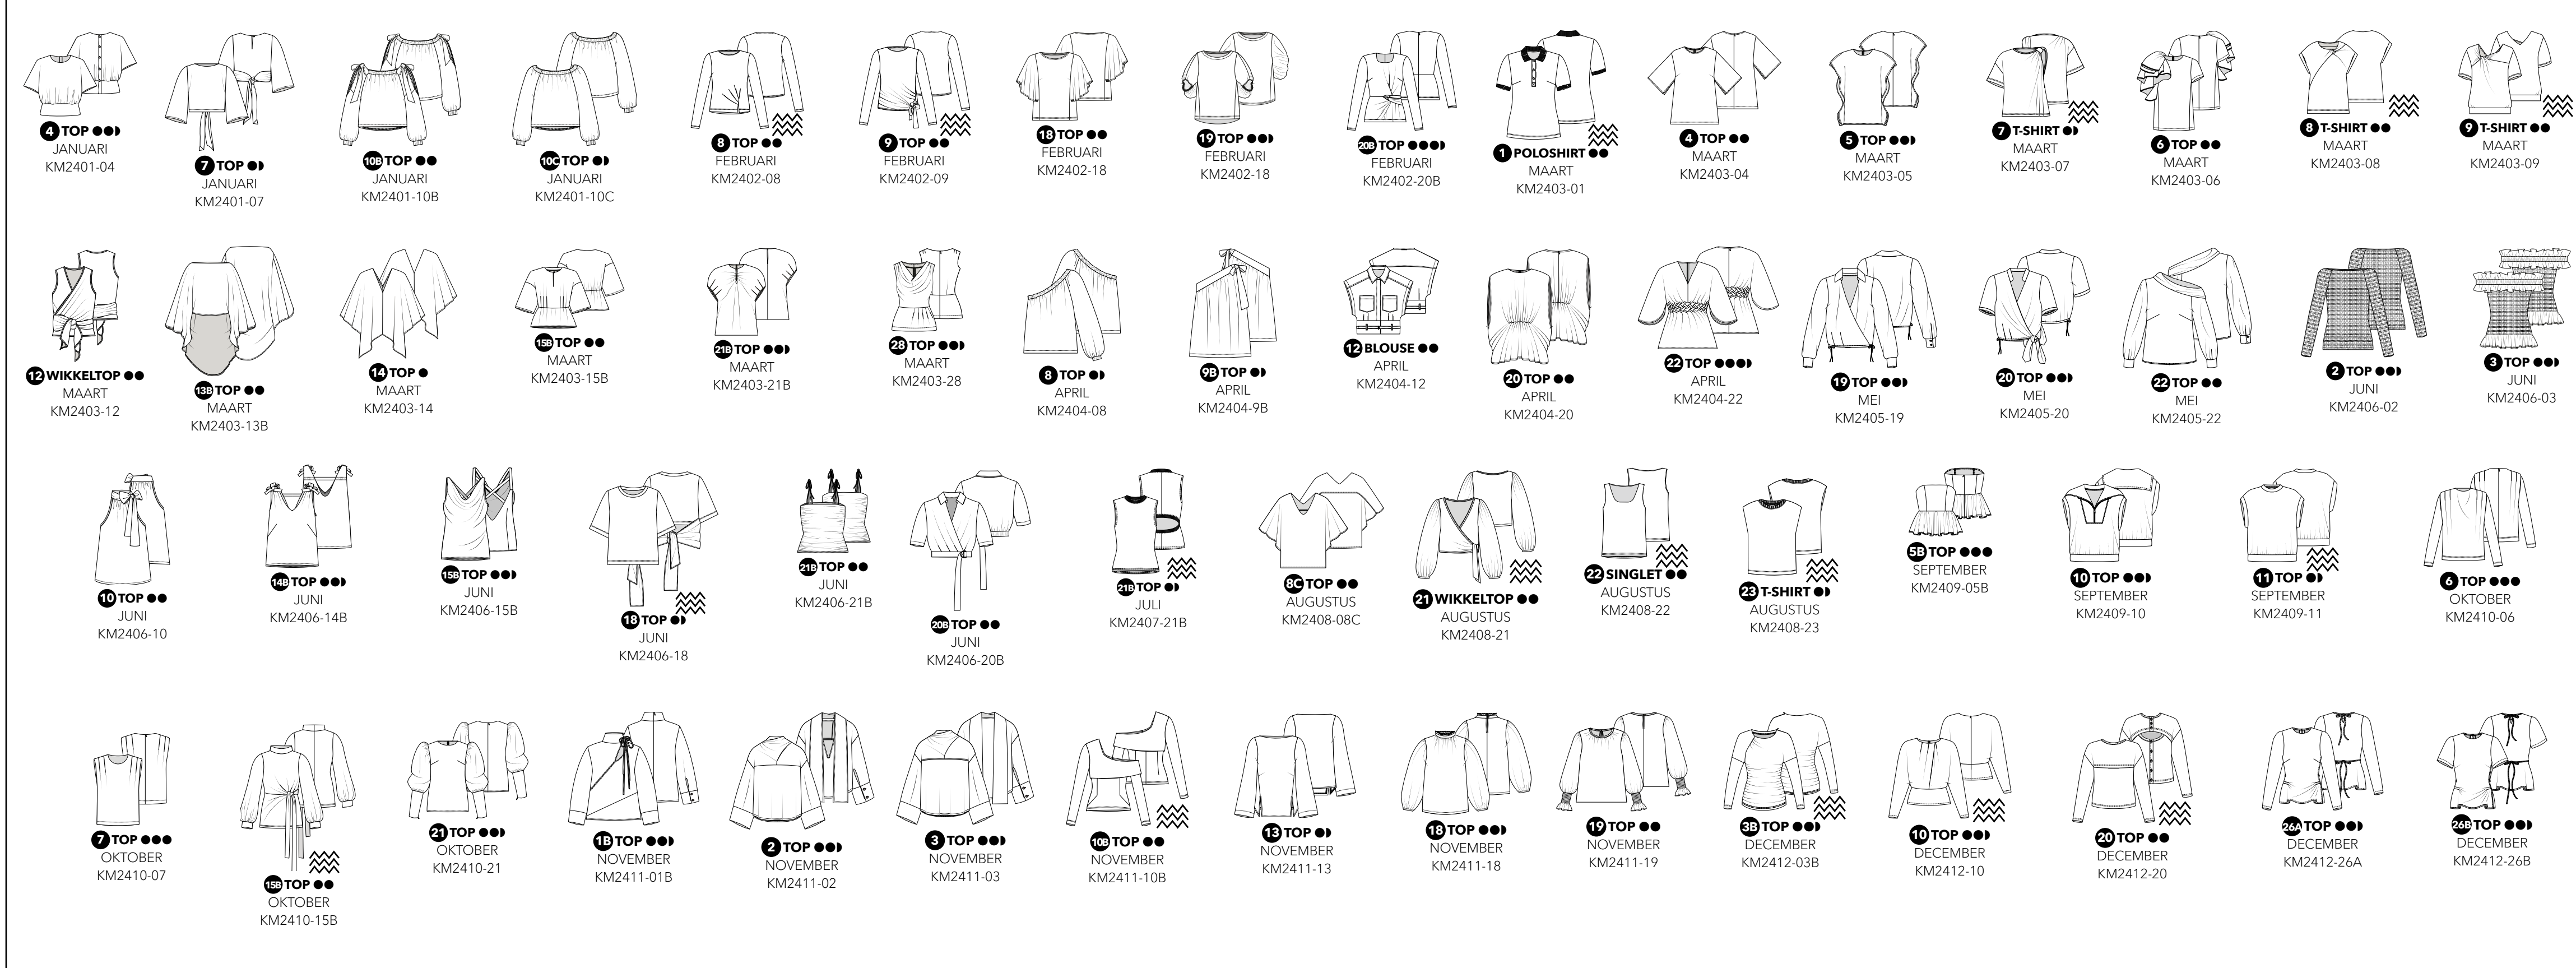 4 TOP
JANUARI
KM2401-04
7 TOP
JANUARI
KM2401-07
10B TOP
JANUARI
KM2401-10B
10C TOP
JANUARI
KM2401-10C
8 TOP
FEBRUARI
KM2402-08
9 TOP
FEBRUARI
KM2402-09
18 TOP
FEBRUARI
KM2402-18
19 TOP
FEBRUARI
KM2402-18
20B TOP
FEBRUARI
KM2402-20B
1 POLOSHIRT
MAART
KM2403-01
4 TOP
MAART
KM2403-04
5 TOP
MAART
KM2403-05
7 T-SHIRT
MAART
KM2403-07
6 TOP
MAART
KM2403-06
8 T-SHIRT
MAART
KM2403-08
9 T-SHIRT
MAART
KM2403-09
12 WIKKELTOP
MAART
KM2403-12
13B TOP
MAART
KM2403-13B
14 TOP
MAART
KM2403-14
15B TOP
MAART
KM2403-15B
21B TOP
MAART
KM2403-21B
28 TOP
MAART
KM2403-28
8 TOP
APRIL
KM2404-08
9B TOP
APRIL
KM2404-9B
12 BLOUSE
APRIL
KM2404-12
20 TOP
APRIL
KM2404-20
22 TOP
APRIL
KM2404-22
19 TOP
MEI
KM2405-19
20 TOP
MEI
KM2405-20
22 TOP
MEI
KM2405-22
2 TOP
JUNI
KM2406-02
3 TOP
JUNI
KM2406-03
10 TOP
JUNI
KM2406-10
14B TOP
JUNI
KM2406-14B
15B TOP
JUNI
KM2406-15B
18 TOP
JUNI
KM2406-18
21B TOP
JUNI
KM2406-21B
20B TOP
JUNI
KM2406-20B
21B TOP
JULI
KM2407-21B
8C TOP
AUGUSTUS
KM2408-08C
21 WIKKELTOP
AUGUSTUS
KM2408-21
22 SINGLET
AUGUSTUS
KM2408-22
23 T-SHIRT
AUGUSTUS
KM2408-23
5B TOP
SEPTEMBER
KM2409-05B
10 TOP
SEPTEMBER
KM2409-10
11 TOP
SEPTEMBER
KM2409-11
6 TOP
OKTOBER
KM2410-06
7 TOP
OKTOBER
KM2410-07
15B TOP
OKTOBER
KM2410-15B
21 TOP
OKTOBER
KM2410-21
1B TOP
NOVEMBER
KM2411-01B
2 TOP
NOVEMBER
KM2411-02
3 TOP
NOVEMBER
KM2411-03
10B TOP
NOVEMBER
KM2411-10B
13 TOP
NOVEMBER
KM2411-13
18 TOP
NOVEMBER
KM2411-18
19 TOP
NOVEMBER
KM2411-19
3B TOP
DECEMBER
KM2412-03B
10 TOP
DECEMBER
KM2412-10
20 TOP
DECEMBER
KM2412-20
26A TOP
DECEMBER
KM2412-26A
26B TOP
DECEMBER
KM2412-26B